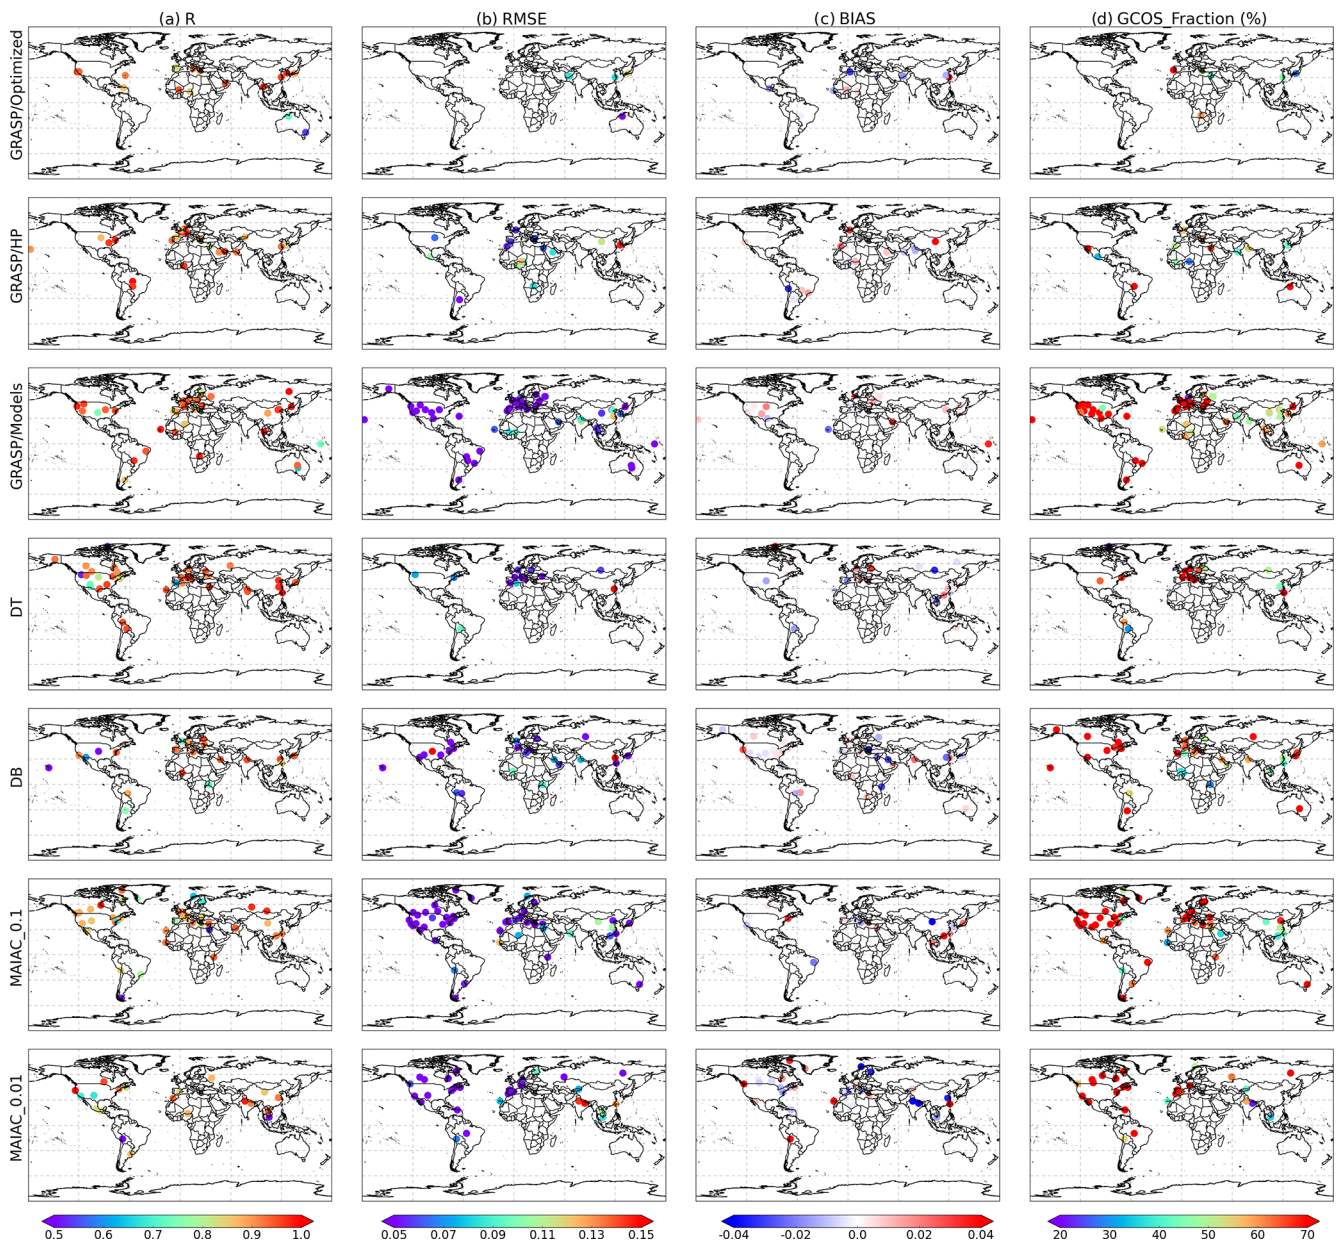 (a) R
(b) RMSE
(c) BIAS
(d) GCOS_Fraction (%)
GRASP/Optimized
GRASP/HP
GRASP/Models
DT
DB
MAIAC_0.1
MAIAC_0.01
0.5 0.6 0.7 0.8 0.9 1.0
0.05 0.07 0.09 0.11 0.13 0.15
-0.04 -0.02 0.0 0.02 0.04
20 30 40 50 60 70